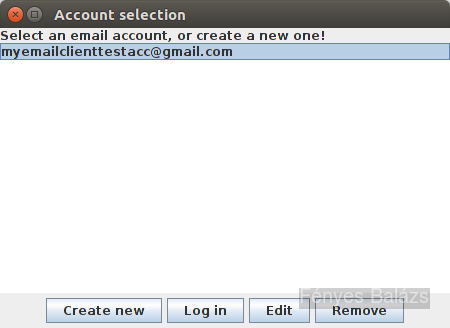 Account selection
Select an email account, or create a new one!
myemailclienttestacc@gmail.com
Fényes Balázs
Create new Log in Edit Remove